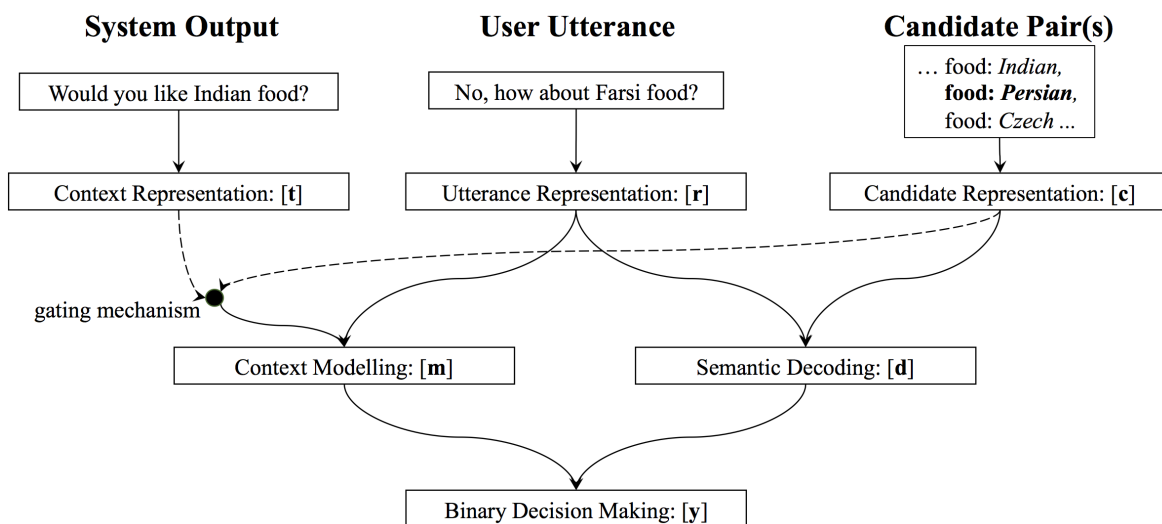 System Output
User Utterance
Candidate Pair(s)
Would you like Indian food?
No, how about Farsi food?
... food: Indian,
food: Persian,
food: Czech ...
Context Representation: [t]
Utterance Representation: [r]
Candidate Representation: [c]
gating mechanism
Context Modelling: [m]
Semantic Decoding: [d]
Binary Decision Making: [y]